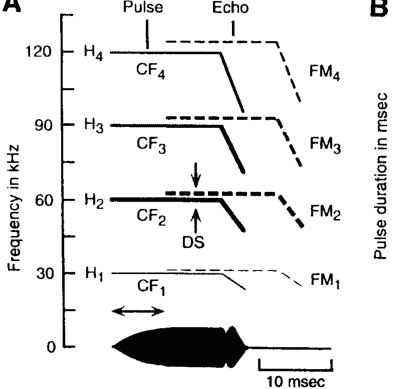 A
Pulse
Echo
B
120
H4
CF4
FM4
90
H3
CF3
FM3
60
H2
CF2
FM2
DS
30
H1
CF1
FM1
0
10 msec
Frequency in kHz
Pulse duration in msec